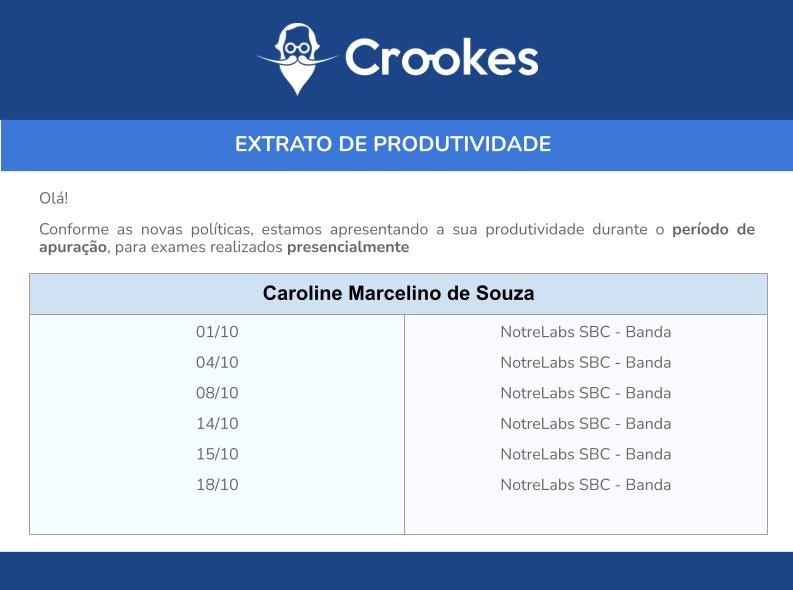 Crookes
EXTRATO DE PRODUTIVIDADE
Olá!
Conforme as novas políticas, estamos apresentando a sua produtividade durante o período de
apuração, para exames realizados presencialmente
Caroline Marcelino de Souza
01/10 NotreLabs SBC - Banda
04/10 NotreLabs SBC - Banda
08/10 NotreLabs SBC - Banda
14/10 NotreLabs SBC - Banda
15/10 NotreLabs SBC - Banda
18/10 NotreLabs SBC - Banda